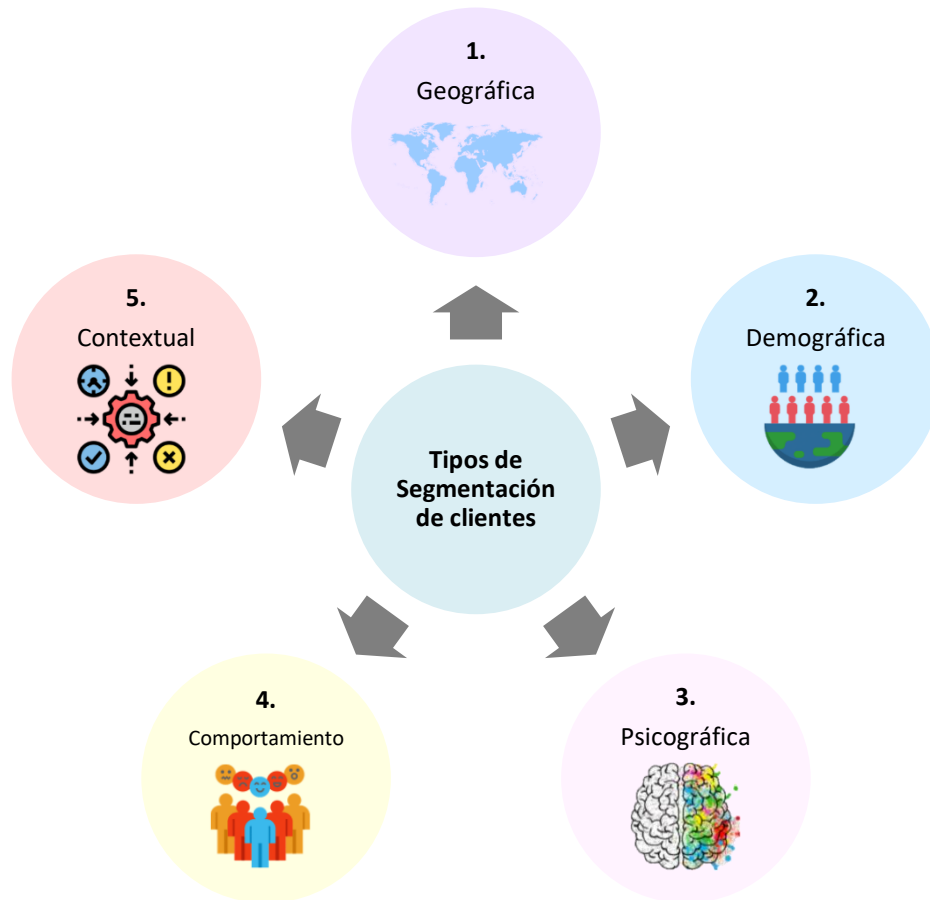 1.
Geográfica
2.
Demográfica
3.
Psicográfica
4.
Comportamiento
5.
Contextual
Tipos de
Segmentación
de clientes